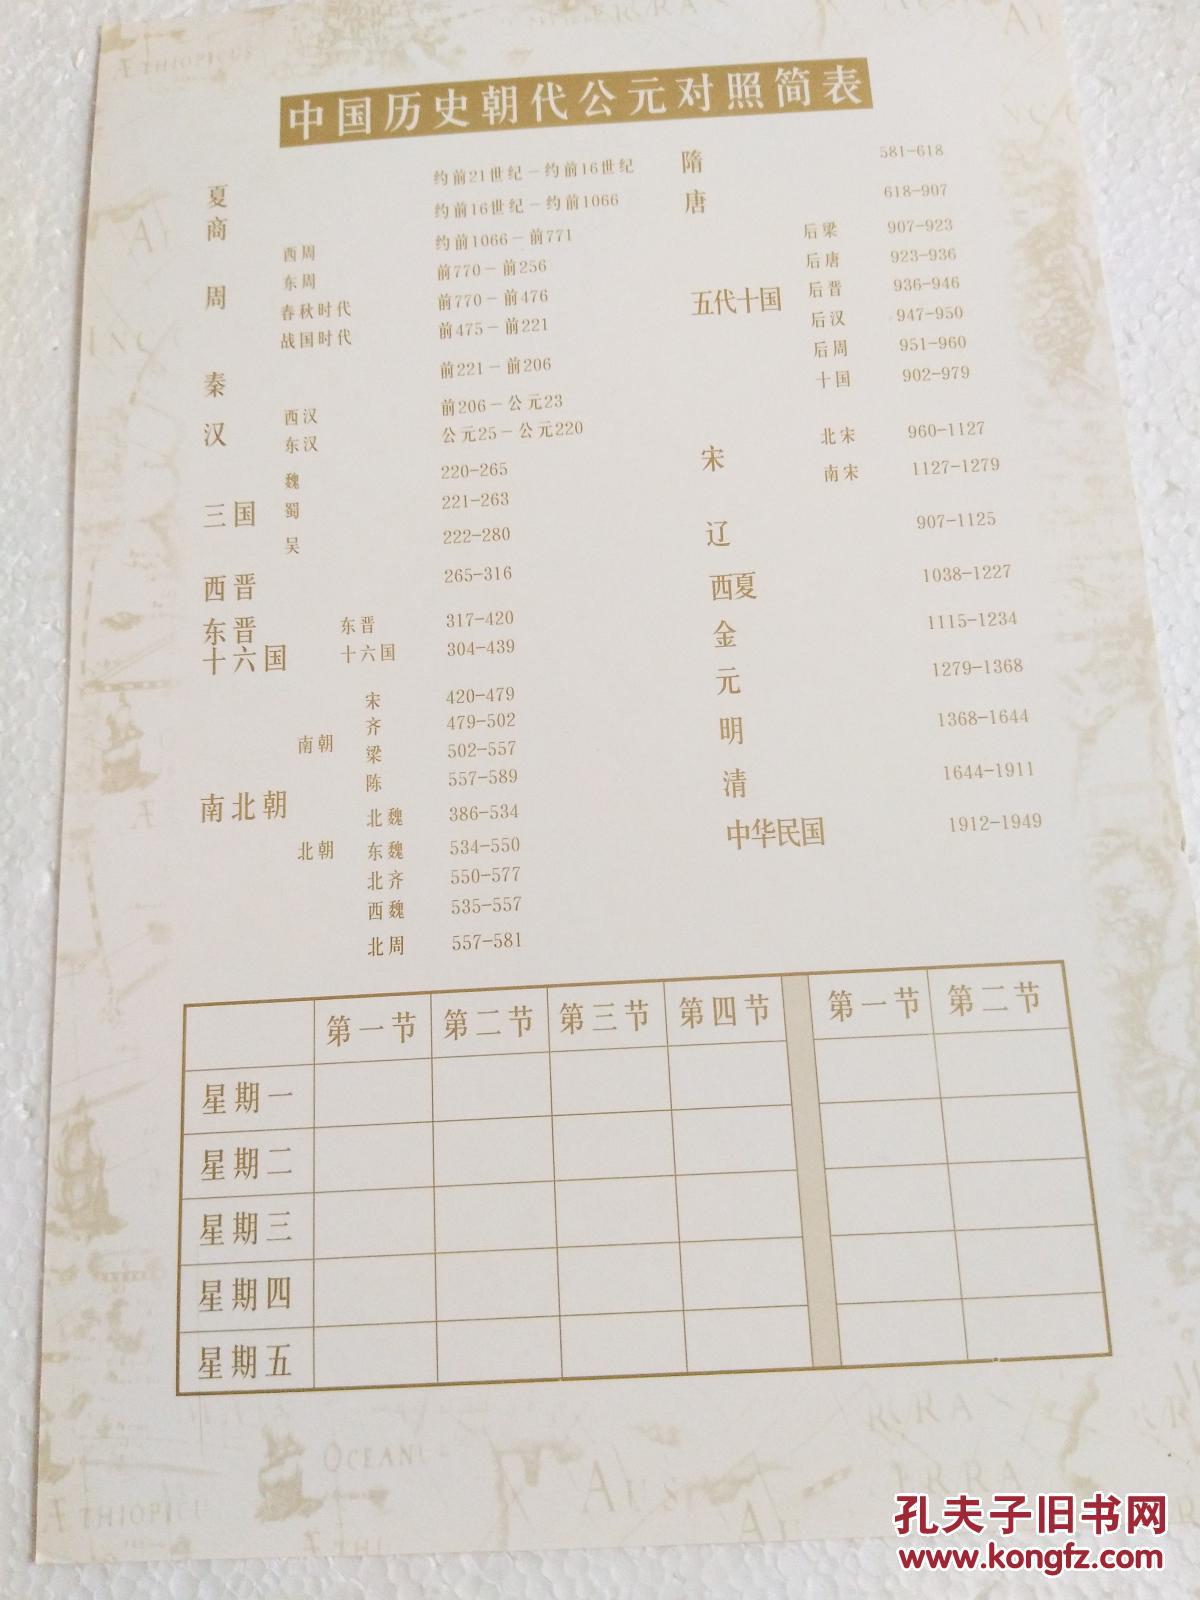 中国历史朝代公元对照简表
夏 约前21世纪－约前16世纪
商 约前16世纪－约前1066
周
西周 约前1066－前771
东周 前770－前256
春秋时代 前770－前476
战国时代 前475－前221
秦 前221－前206
汉
西汉 前206－公元23
东汉 公元25－公元220
三国
魏 220-265
蜀 221-263
吴 222-280
西晋 265-316
东晋
十六国
东晋 317-420
十六国 304-439
南北朝
南朝
宋 420-479
齐 479-502
梁 502-557
陈 557-589
北朝
北魏 386-534
东魏 534-550
北齐 550-577
西魏 535-557
北周 557-581
隋 581-618
唐 618-907
五代十国
后梁 907-923
后唐 923-936
后晋 936-946
后汉 947-950
后周 951-960
十国 902-979
宋
北宋 960-1127
南宋 1127-1279
辽 907-1125
西夏 1038-1227
金 1115-1234
元 1279-1368
明 1368-1644
清 1644-1911
中华民国 1912-1949
第一节 第二节 第三节 第四节 第一节 第二节
星期一
星期二
星期三
星期四
星期五
OCEANU
THIOPICU
孔夫子旧书网
www.kongfz.com